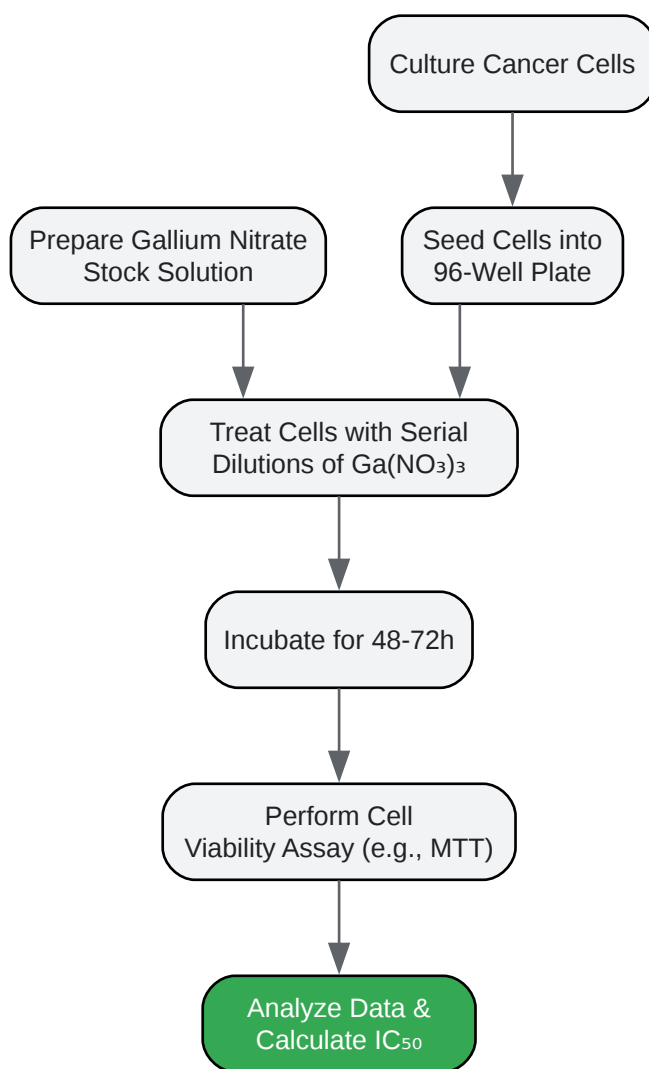 Culture Cancer Cells
Prepare Gallium Nitrate
Stock Solution
Seed Cells into
96-Well Plate
Treat Cells with Serial
Dilutions of Ga(NO₃)₃
Incubate for 48-72h
Perform Cell
Viability Assay (e.g., MTT)
Analyze Data &
Calculate IC₅₀